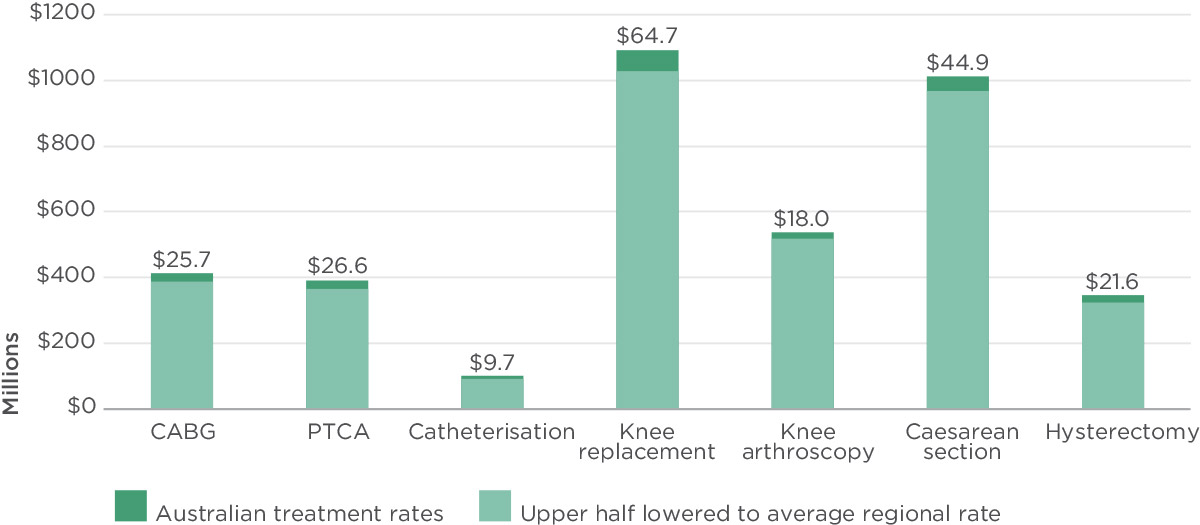 $1200
$1000
$800
$600
$400
$200
$0
Millions
$25.7
$26.6
$9.7
$64.7
$18.0
$44.9
$21.6
CABG
PTCA
Catheterisation
Knee
replacement
Knee
arthroscopy
Caesarean
section
Hysterectomy
Australian treatment rates
Upper half lowered to average regional rate